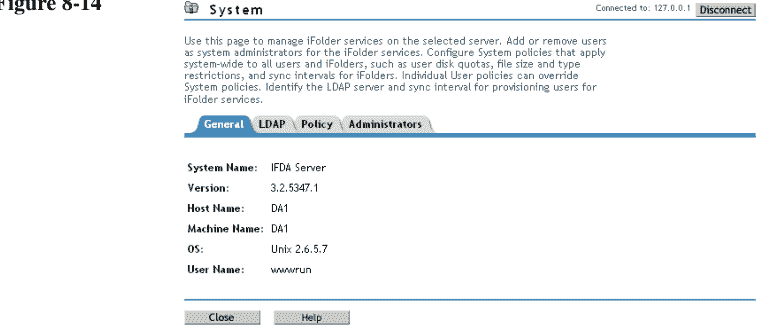 Figure 8-14
System
Connected to: 127.0.0.1 Disconnect
Use this page to manage iFolder services on the selected server. Add or remove users
as system administrators for the iFolder services. Configure System policies that apply
system-wide to all users and iFolders, such as user disk quotas, file size and type
restrictions, and sync intervals for iFolders. Individual User policies can override
System policies. Identify the LDAP server and sync interval for provisioning users for
iFolder services.
General LDAP Policy Administrators
System Name: IFDA Server
Version: 3.2.5347.1
Host Name: DA1
Machine Name: DA1
OS: Unix 2.6.5.7
User Name: wwwrun
Close Help